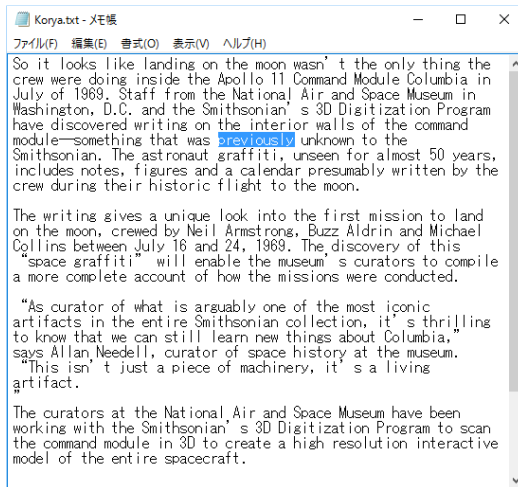 Korya.txt - メモ帳
ファイル(F) 編集(E) 書式(O) 表示(V) ヘルプ(H)
So it looks like landing on the moon wasn’t the only thing the
crew were doing inside the Apollo 11 Command Module Columbia in
July of 1969. Staff from the National Air and Space Museum in
Washington, D.C. and the Smithsonian’s 3D Digitization Program
have discovered writing on the interior walls of the command
module—something that was previously unknown to the
Smithsonian. The astronaut graffiti, unseen for almost 50 years,
includes notes, figures and a calendar presumably written by the
crew during their historic flight to the moon.

The writing gives a unique look into the first mission to land
on the moon, crewed by Neil Armstrong, Buzz Aldrin and Michael
Collins between July 16 and 24, 1969. The discovery of this
“space graffiti” will enable the museum’s curators to compile
a more complete account of how the missions were conducted.

“As curator of what is arguably one of the most iconic
artifacts in the entire Smithsonian collection, it’s thrilling
to know that we can still learn new things about Columbia,”
says Allan Needell, curator of space history at the museum.
“This isn’t just a piece of machinery, it’s a living
artifact.
”

The curators at the National Air and Space Museum have been
working with the Smithsonian’s 3D Digitization Program to scan
the command module in 3D to create a high resolution interactive
model of the entire spacecraft.